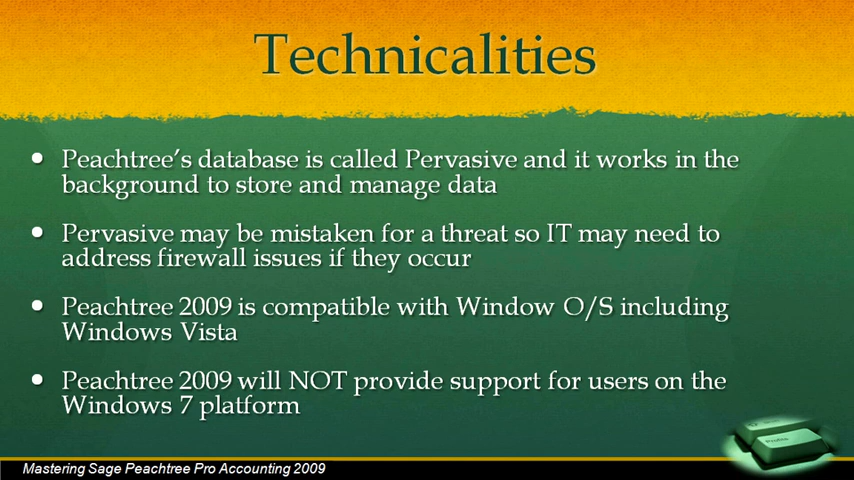 Technicalities
Peachtree's database is called Pervasive and it works in the
background to store and manage data
Pervasive may be mistaken for a threat so IT may need to
address firewall issues if they occur
Peachtree 2009 is compatible with Window O/S including
Windows Vista
Peachtree 2009 will NOT provide support for users on the
Windows 7 platform
Profits
Mastering Sage Peachtree Pro Accounting 2009